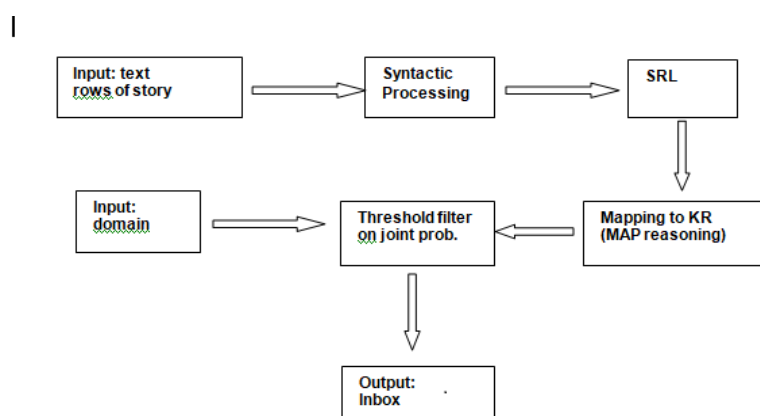 Input: text
rows of story
Syntactic
Processing
SRL
Input:
domain
Threshold filter
on joint prob.
Mapping to KR
(MAP reasoning)
Output:
Inbox